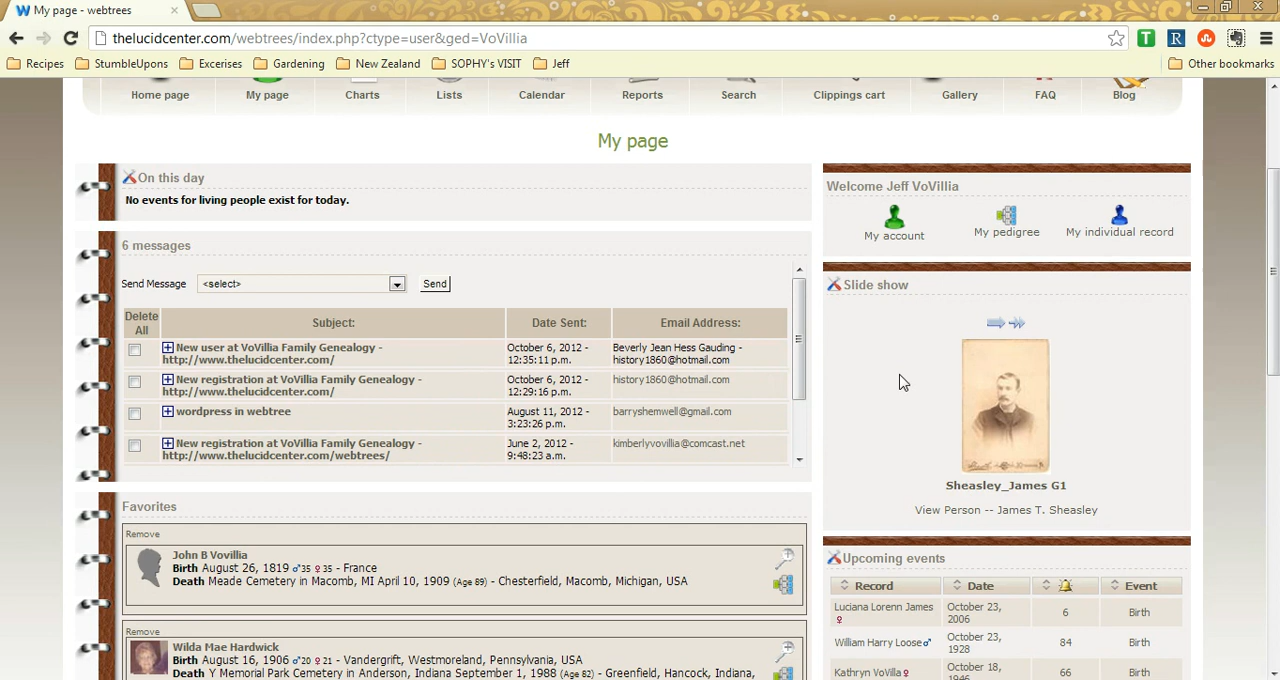 My page - webtrees
thelucidcenter.com/webtrees/index.php?ctype=user&ged=VoVillia
Recipes StumbleUpons Excerises Gardening New Zealand SOPHY's VISIT Jeff Other bookmarks
Home page My page Charts Lists Calendar Reports Search Clippings cart Gallery FAQ Blog
My page
On this day
No events for living people exist for today.
6 messages
Send Message <select> Send
Delete All Subject: Date Sent: Email Address:
New user at VoVillia Family Genealogy - October 6, 2012 - Beverly Jean Hess Gauding -
http://www.thelucidcenter.com/ 12:35:11 p.m. history1860@hotmail.com
New registration at VoVillia Family Genealogy - October 6, 2012 - history1860@hotmail.com
http://www.thelucidcenter.com/ 12:29:16 p.m.
wordpress in webtree August 11, 2012 - barryshemwell@gmail.com
3:23:26 p.m.
New registration at VoVillia Family Genealogy - June 2, 2012 - kimberlyvovillia@comcast.net
http://www.thelucidcenter.com/webtrees/ 9:48:23 a.m.
Favorites
Remove
John B Vovillia
Birth August 26, 1819 ♂35 ♀35 - France
Death Meade Cemetery in Macomb, MI April 10, 1909 (Age 89) - Chesterfield, Macomb, Michigan, USA
Remove
Wilda Mae Hardwick
Birth August 16, 1906 ♂20 ♀21 - Vandergrift, Westmoreland, Pennsylvania, USA
Death Y Memorial Park Cemetery in Anderson, Indiana September 1, 1988 (Age 82) - Greenfield, Hancock, Indiana,
Welcome Jeff VoVillia
My account My pedigree My individual record
Slide show
Sheasley_James G1
View Person -- James T. Sheasley
Upcoming events
Record Date Event
Luciana Lorenn James ♀ October 23, 2006 6 Birth
William Harry Loose ♂ October 23, 1928 84 Birth
Kathryn VoVilla ♀ October 18, 1946 66 Birth